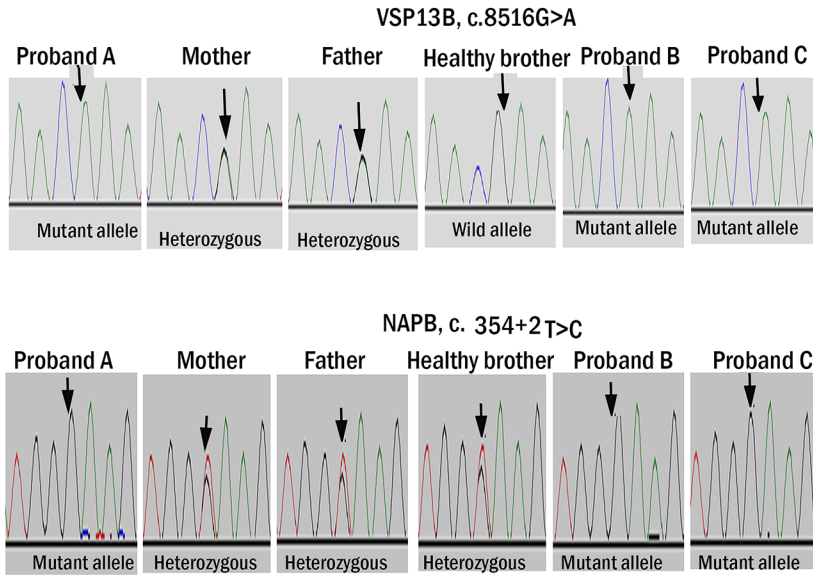 VSP13B, c.8516G>A
Proband A Mother Father Healthy brother Proband B Proband C
Mutant allele Heterozygous Heterozygous Wild allele Mutant allele Mutant allele
NAPB, c. 354+2 T>C
Proband A Mother Father Healthy brother Proband B Proband C
Mutant allele Heterozygous Heterozygous Heterozygous Mutant allele Mutant allele